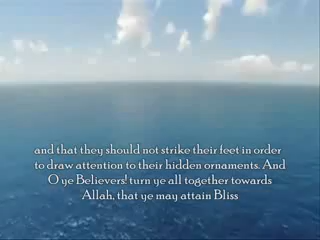 and that they should not strike their feet in order
to draw attention to their hidden ornaments. And
O ye Believers! turn ye all together towards
Allah, that ye may attain Bliss